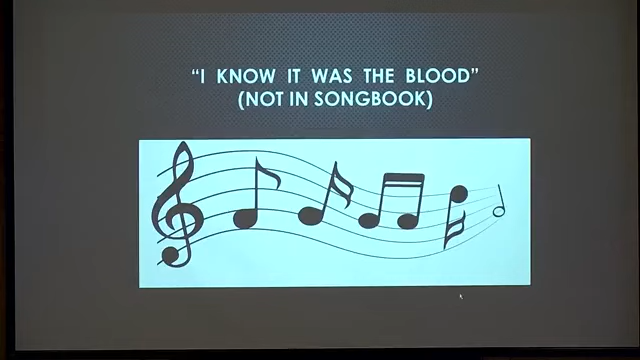 “I KNOW IT WAS THE BLOOD”
(NOT IN SONGBOOK)